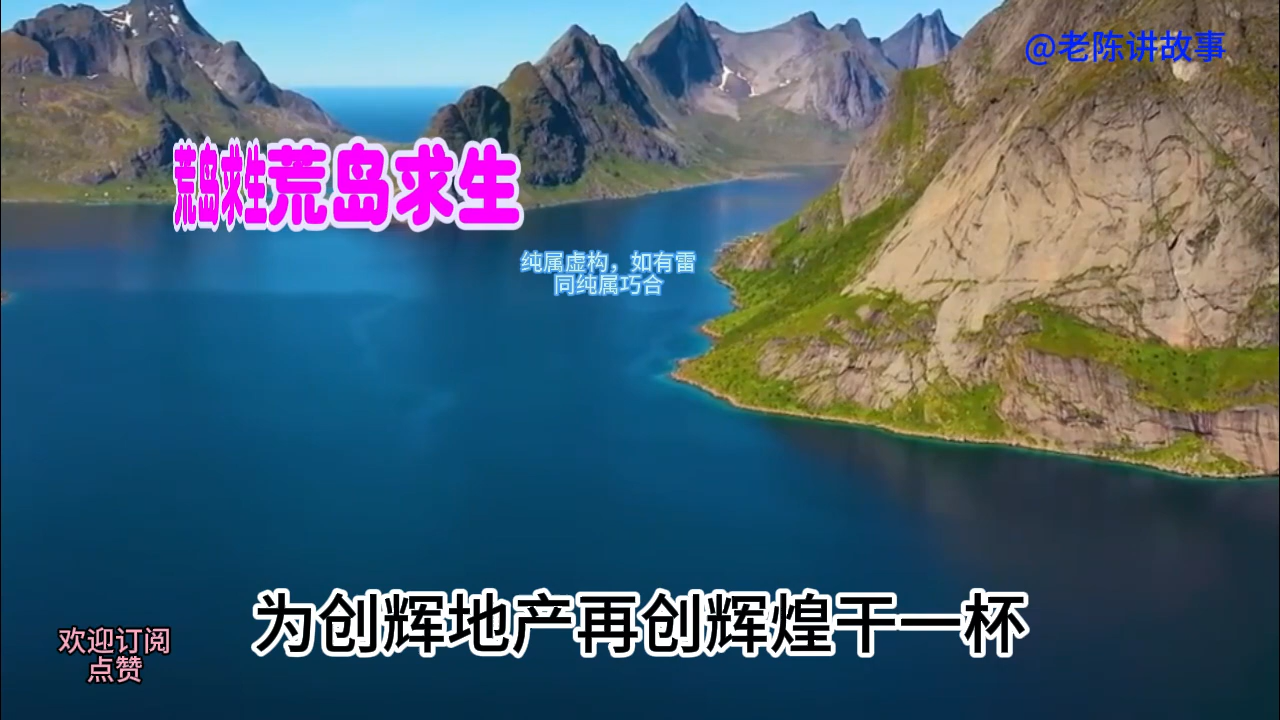 @老陈讲故事
荒岛求生荒岛求生
纯属虚构，如有雷
同纯属巧合
为创辉地产再创辉煌干一杯
欢迎订阅
点赞